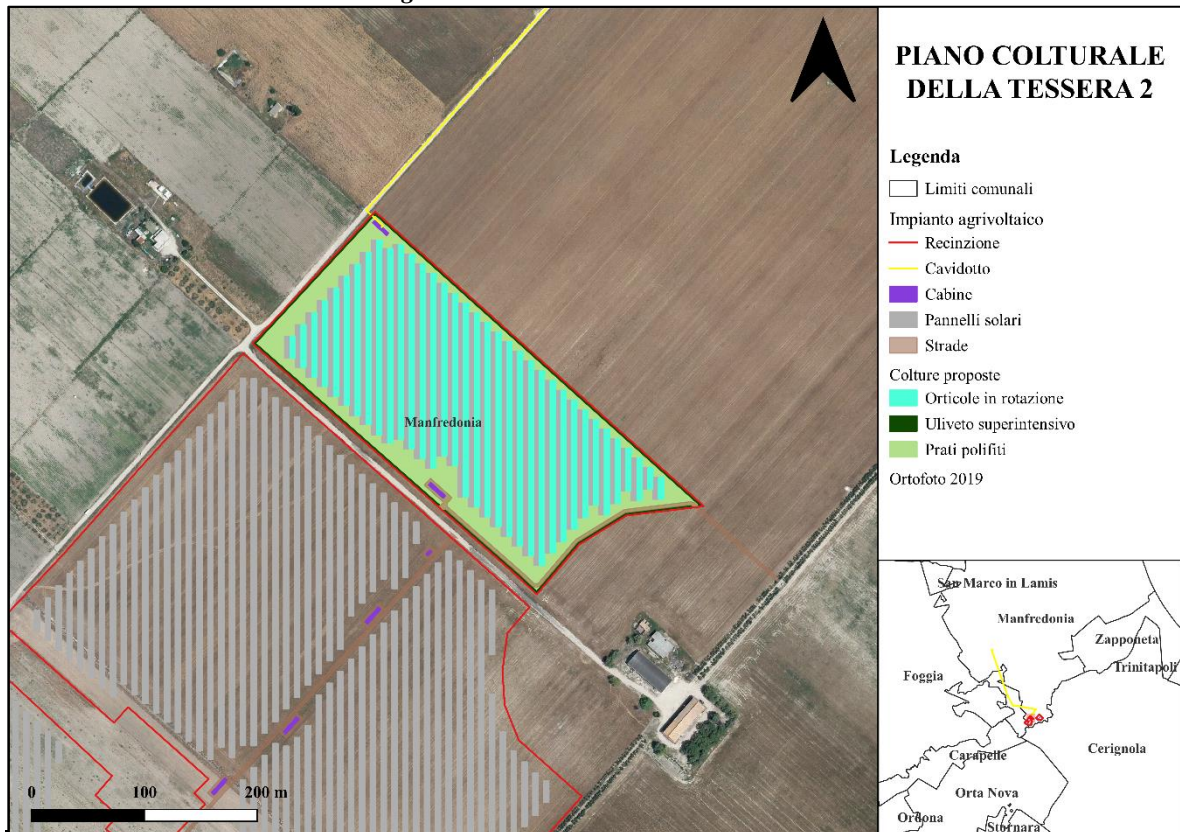 PIANO COLTURALE
DELLA TESSERA 2
Legenda
Limiti comunali
Impianto agrivoltaico
Recinzione
Cavidotto
Cabine
Pannelli solari
Strade
Colture proposte
Orticole in rotazione
Uliveto superintensivo
Prati polifiti
Ortofoto 2019
Manfredonia
0 100 200 m
San Marco in Lamis
Manfredonia
Zapponeta
Trinitapoli
Foggia
Cerignola
Carapelle
Orta Nova
Ordona
Stornara